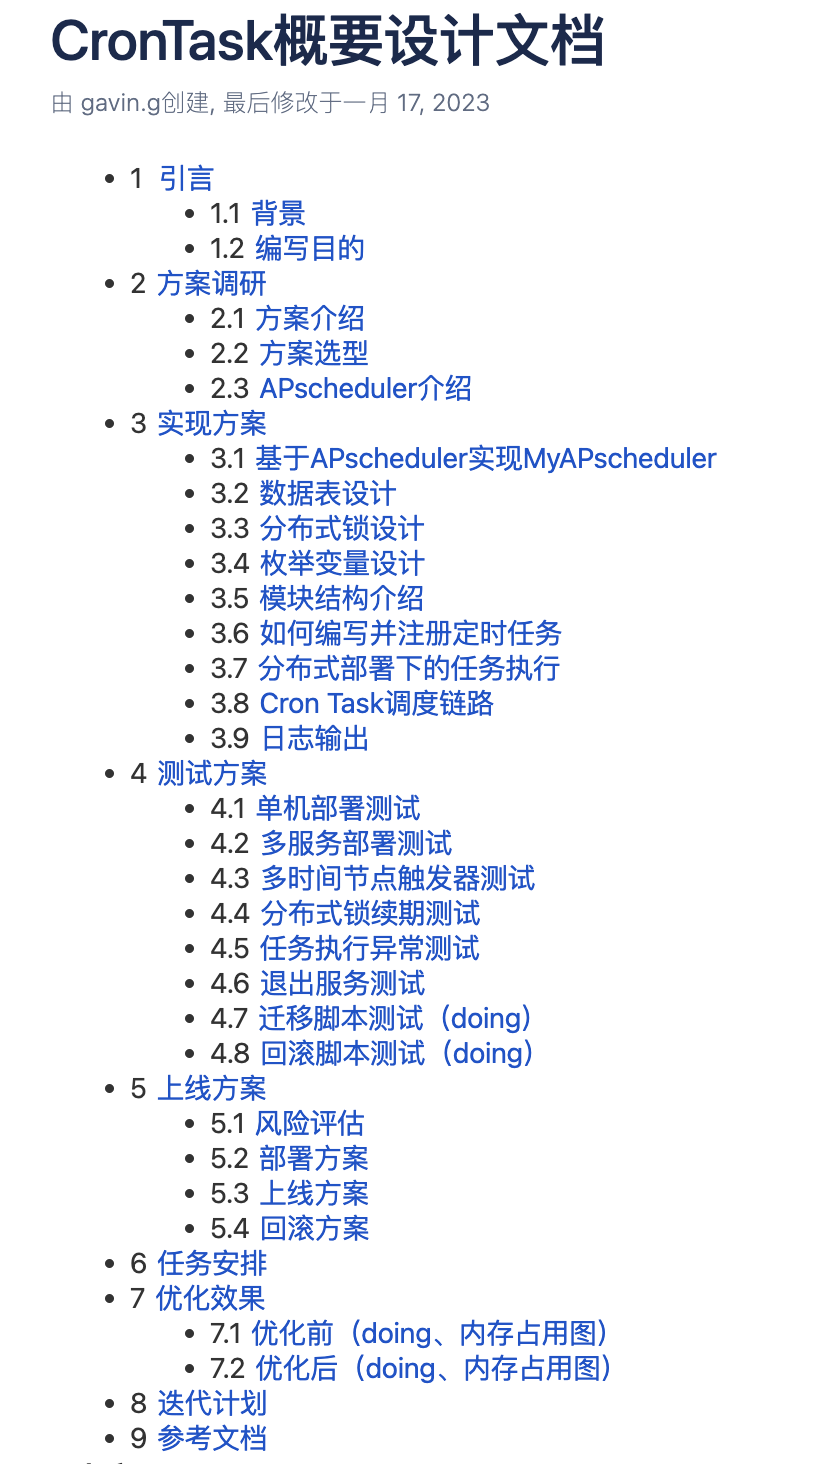 CronTask概要设计文档
由 gavin.g创建, 最后修改于一月 17, 2023
• 1 引言
• 1.1 背景
• 1.2 编写目的
• 2 方案调研
• 2.1 方案介绍
• 2.2 方案选型
• 2.3 APscheduler介绍
• 3 实现方案
• 3.1 基于APscheduler实现MyAPscheduler
• 3.2 数据表设计
• 3.3 分布式锁设计
• 3.4 枚举变量设计
• 3.5 模块结构介绍
• 3.6 如何编写并注册定时任务
• 3.7 分布式部署下的任务执行
• 3.8 Cron Task调度链路
• 3.9 日志输出
• 4 测试方案
• 4.1 单机部署测试
• 4.2 多服务部署测试
• 4.3 多时间节点触发器测试
• 4.4 分布式锁续期测试
• 4.5 任务执行异常测试
• 4.6 退出服务测试
• 4.7 迁移脚本测试（doing）
• 4.8 回滚脚本测试（doing）
• 5 上线方案
• 5.1 风险评估
• 5.2 部署方案
• 5.3 上线方案
• 5.4 回滚方案
• 6 任务安排
• 7 优化效果
• 7.1 优化前（doing、内存占用图）
• 7.2 优化后（doing、内存占用图）
• 8 迭代计划
• 9 参考文档